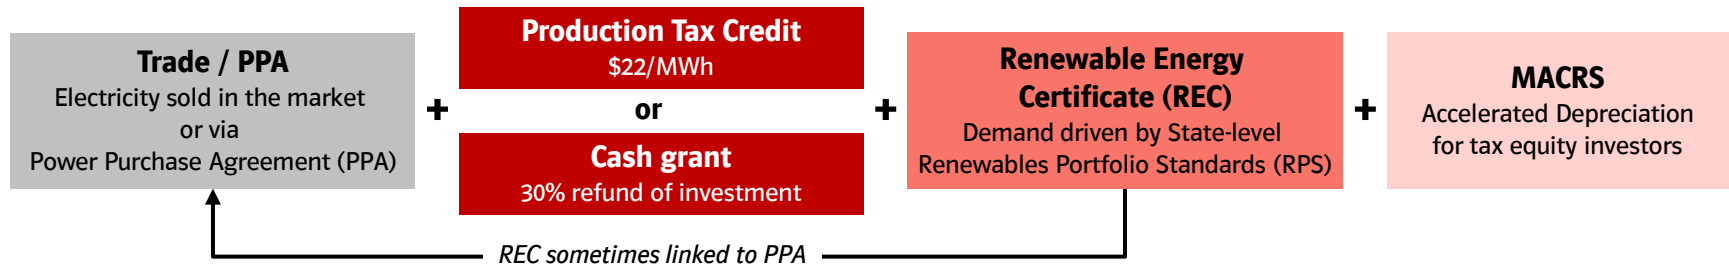 Trade / PPA
Electricity sold in the market
or via
Power Purchase Agreement (PPA)
+
Production Tax Credit
$22/MWh
or
Cash grant
30% refund of investment
+
Renewable Energy
Certificate (REC)
Demand driven by State-level
Renewables Portfolio Standards (RPS)
+
MACRS
Accelerated Depreciation
for tax equity investors
REC sometimes linked to PPA